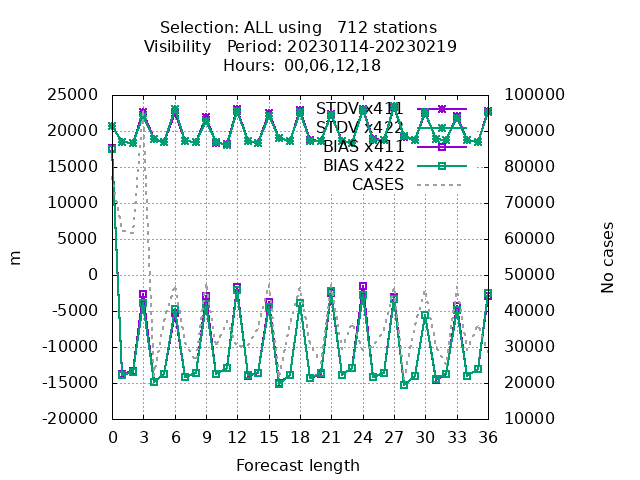 Selection: ALL using   712 stations
Visibility   Period: 20230114-20230219
Hours:  00,06,12,18
25000
20000
15000
10000
5000
0
-5000
-10000
-15000
-20000
m
STDV x411
STDV x422
BIAS x411
BIAS x422
CASES
100000
90000
80000
70000
60000
50000
40000
30000
20000
10000
No cases
0 3 6 9 12 15 18 21 24 27 30 33 36
Forecast length